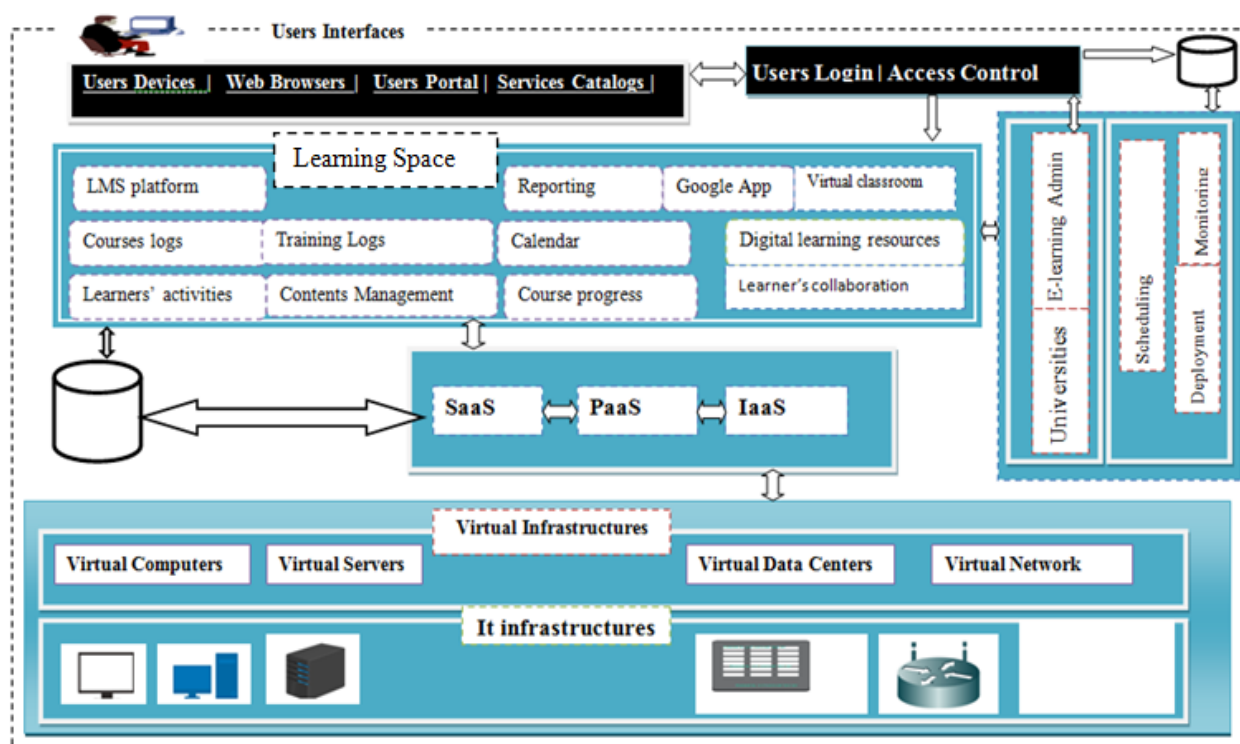 Users Interfaces
Users Devices | Web Browsers | Users Portal | Services Catalogs |
Users Login | Access Control
Learning Space
LMS platform
Reporting
Google App
Virtual classroom
Courses logs
Training Logs
Calendar
Digital learning resources
Learners' activities
Contents Management
Course progress
Learner's collaboration
E-learning Admin
Universities
Scheduling
Monitoring
Deployment
SaaS
PaaS
IaaS
Virtual Infrastructures
Virtual Computers
Virtual Servers
Virtual Data Centers
Virtual Network
It infrastructures